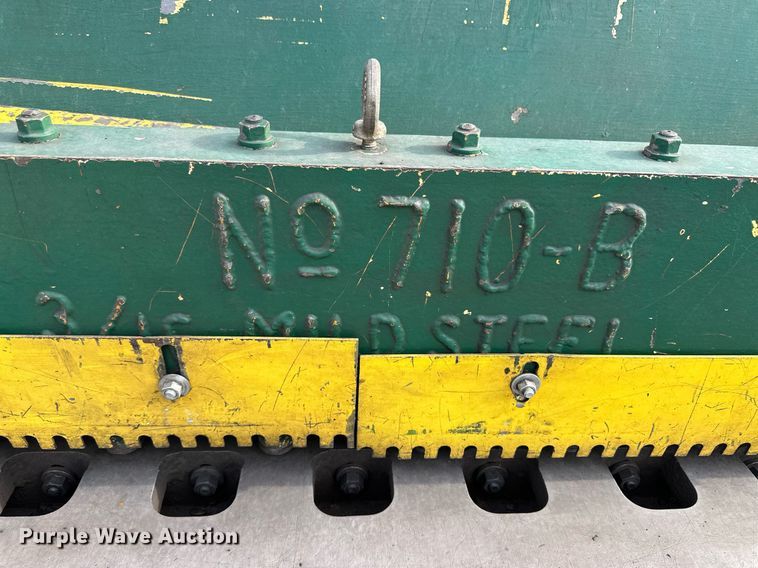 Nº 710-B
3/16 MILD STEEL
Purple Wave Auction